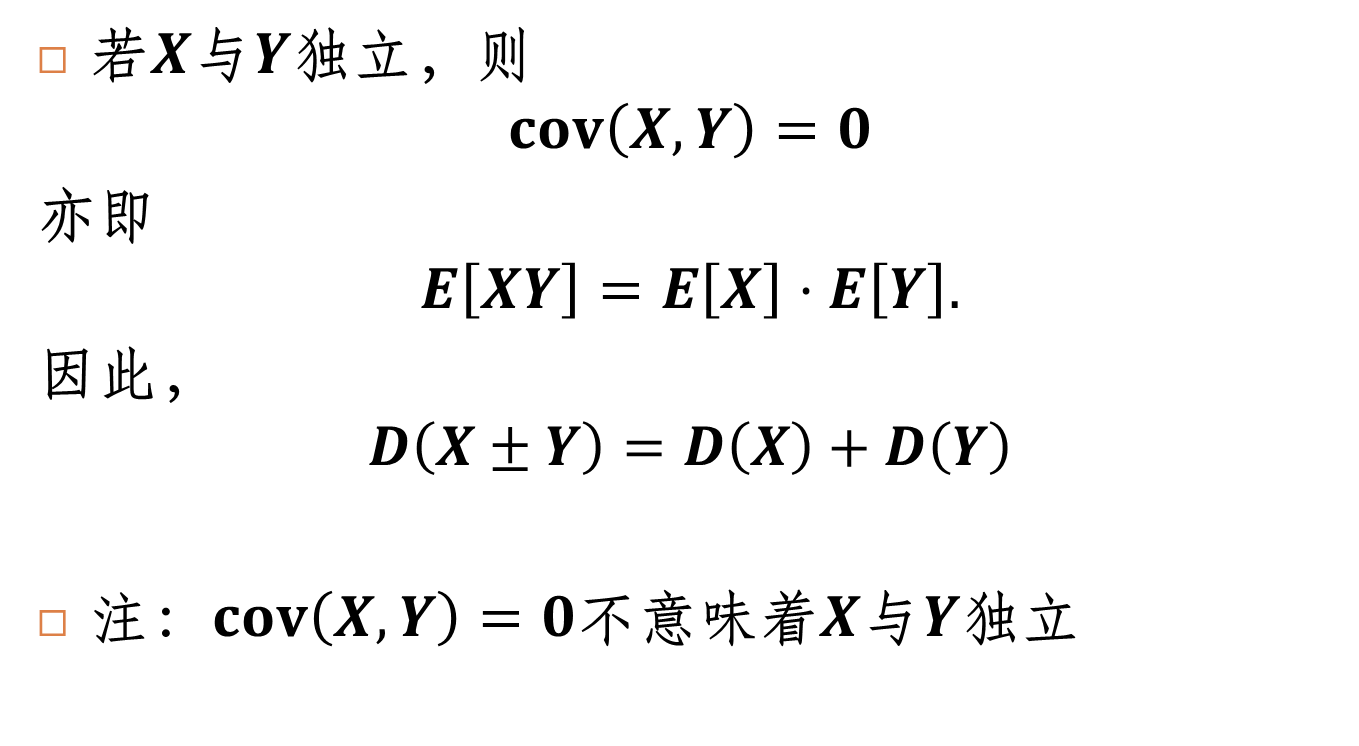 □ 若X与Y独立，则
cov(X, Y) = 0
亦即
E[XY] = E[X] · E[Y].
因此，
D(X ± Y) = D(X) + D(Y)
□ 注：cov(X, Y) = 0不意味着X与Y独立